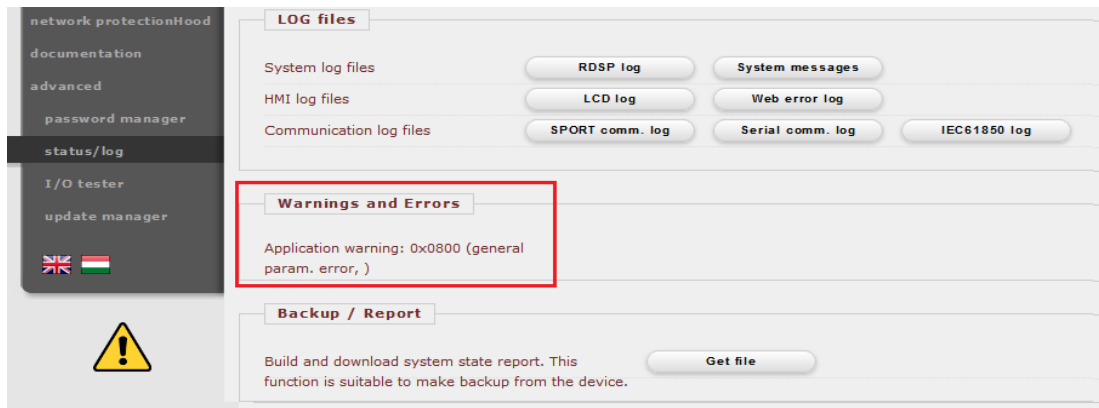 network protectionHood
documentation
advanced
password manager
status/log
I/O tester
update manager
LOG files
System log files RDSP log System messages
HMI log files LCD log Web error log
Communication log files SPORT comm. log Serial comm. log IEC61850 log
Warnings and Errors
Application warning: 0x0800 (general
param. error, )
Backup / Report
Build and download system state report. This Get file
function is suitable to make backup from the device.